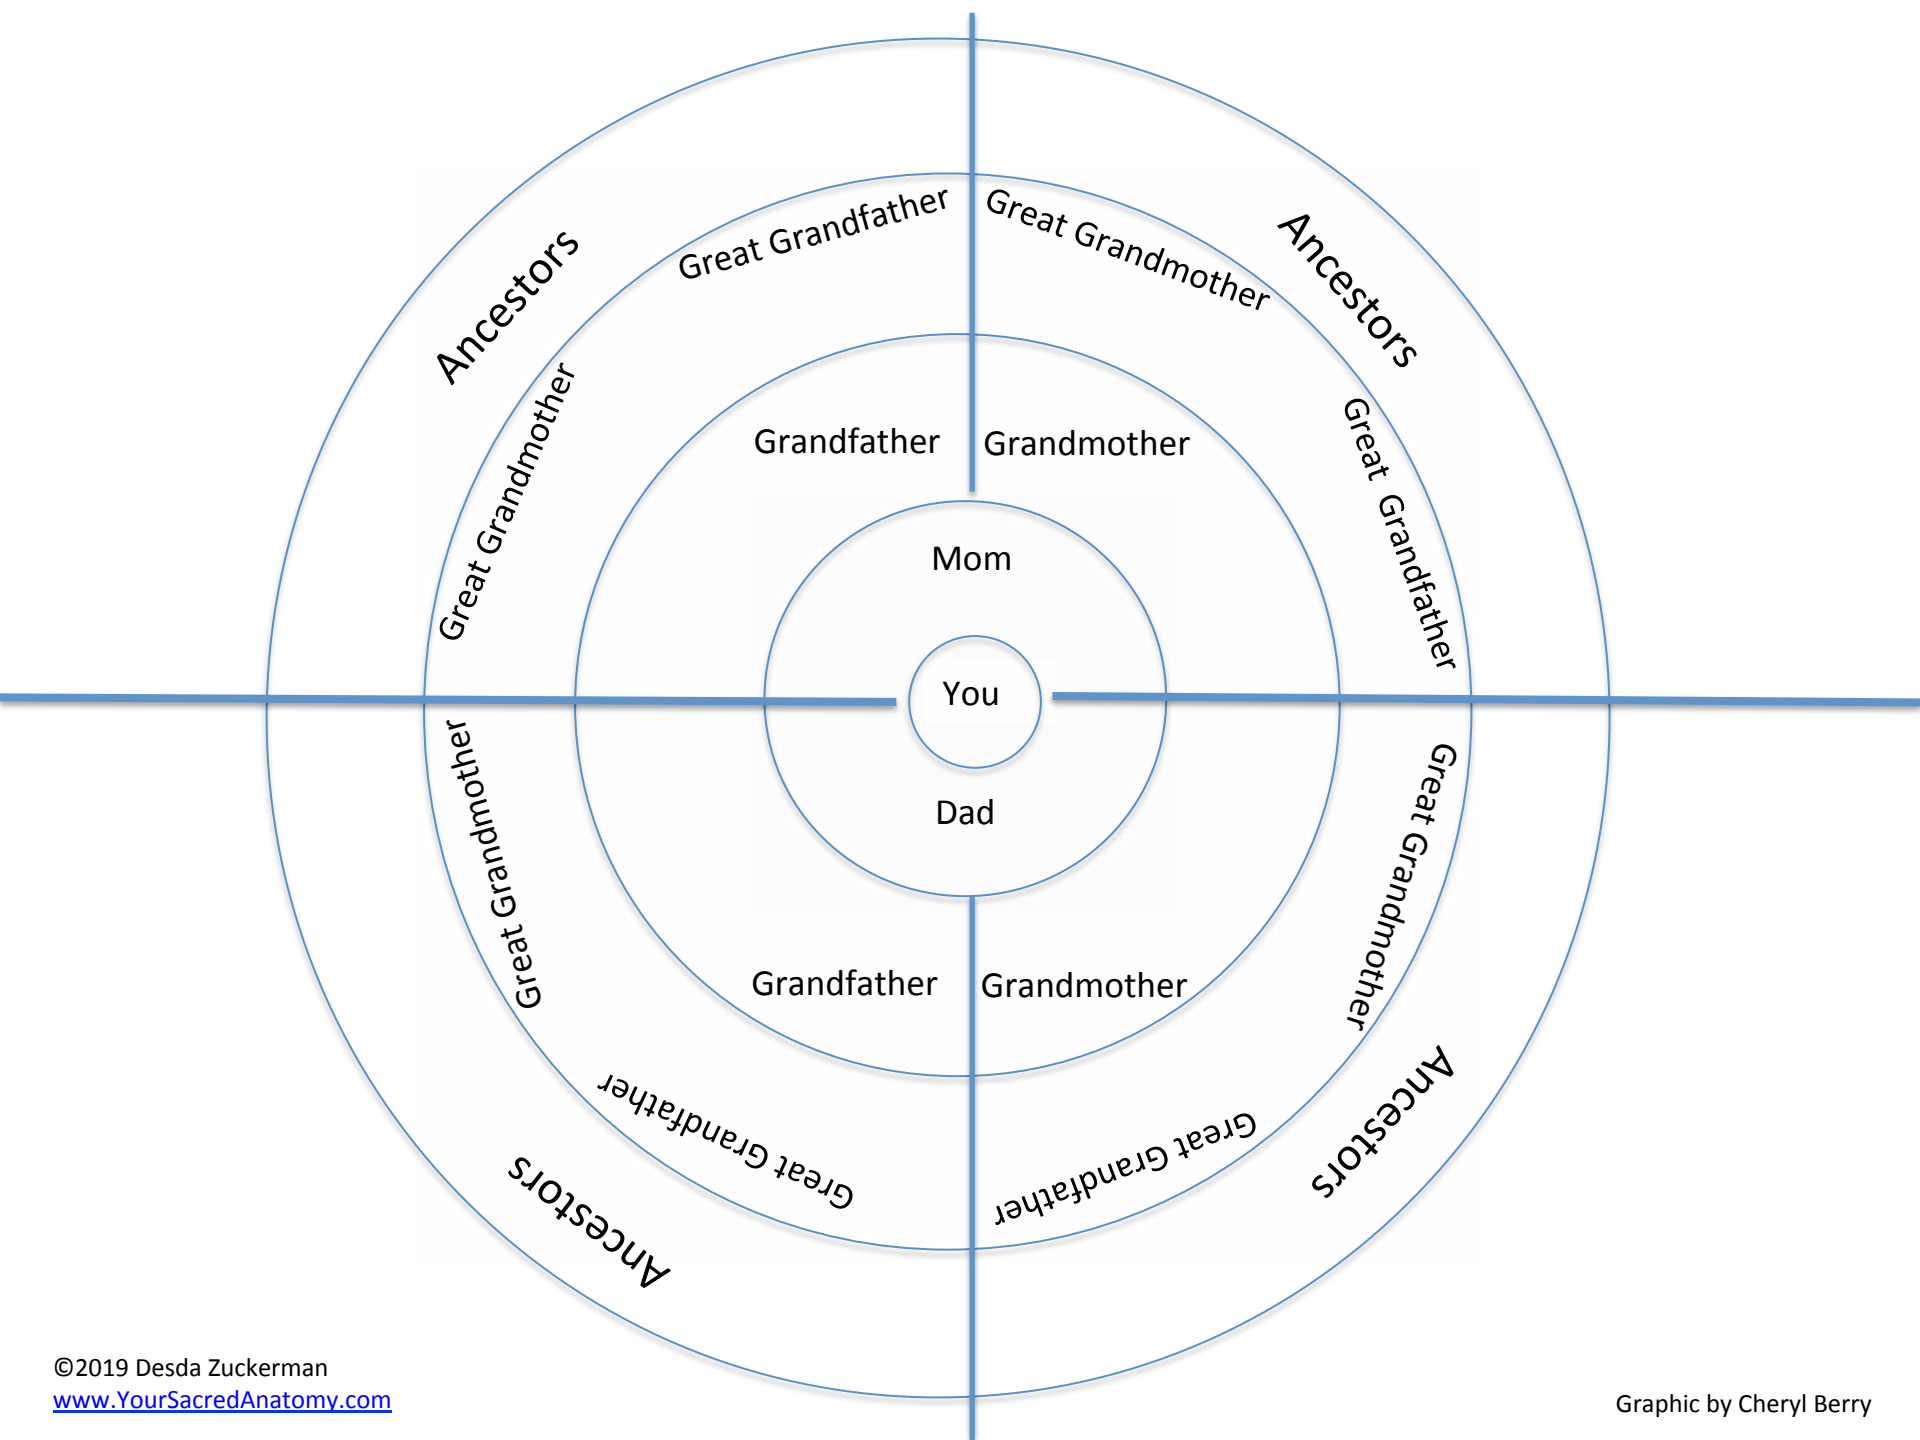 Ancestors
Ancestors
Great Grandfather
Great Grandmother
Great Grandmother
Great Grandfather
Grandfather
Grandmother
Mom
You
Dad
Grandfather
Grandmother
Great Grandmother
Great Grandmother
Great Grandfather
Great Grandfather
Ancestors
Ancestors
©2019 Desda Zuckerman
www.YourSacredAnatomy.com
Graphic by Cheryl Berry